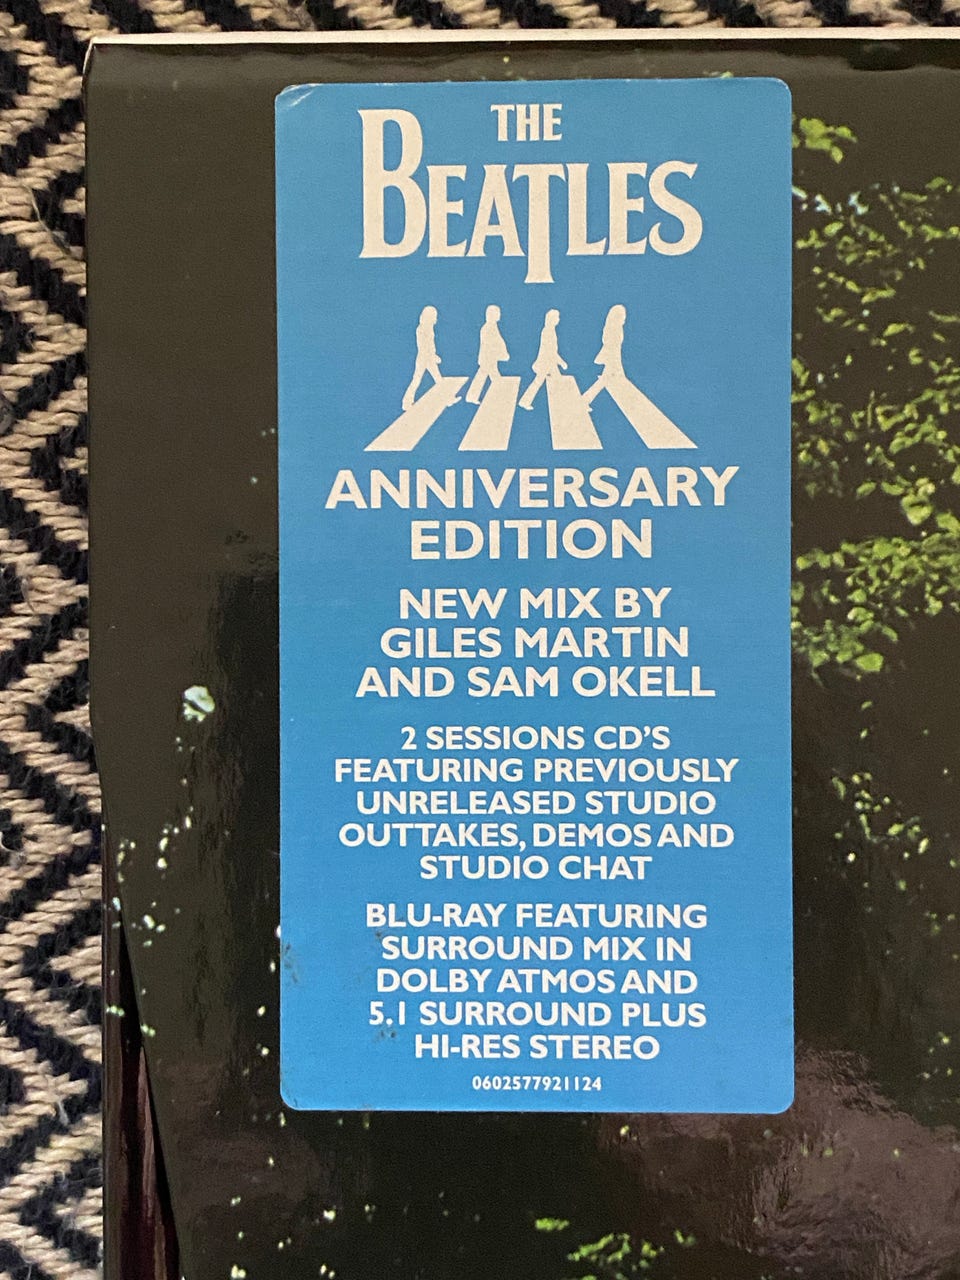 THE
BEATLES
ANNIVERSARY
EDITION
NEW MIX BY
GILES MARTIN
AND SAM OKELL
2 SESSIONS CD'S
FEATURING PREVIOUSLY
UNRELEASED STUDIO
OUTTAKES, DEMOS AND
STUDIO CHAT
BLU-RAY FEATURING
SURROUND MIX IN
DOLBY ATMOS AND
5.1 SURROUND PLUS
HI-RES STEREO
0602577921124